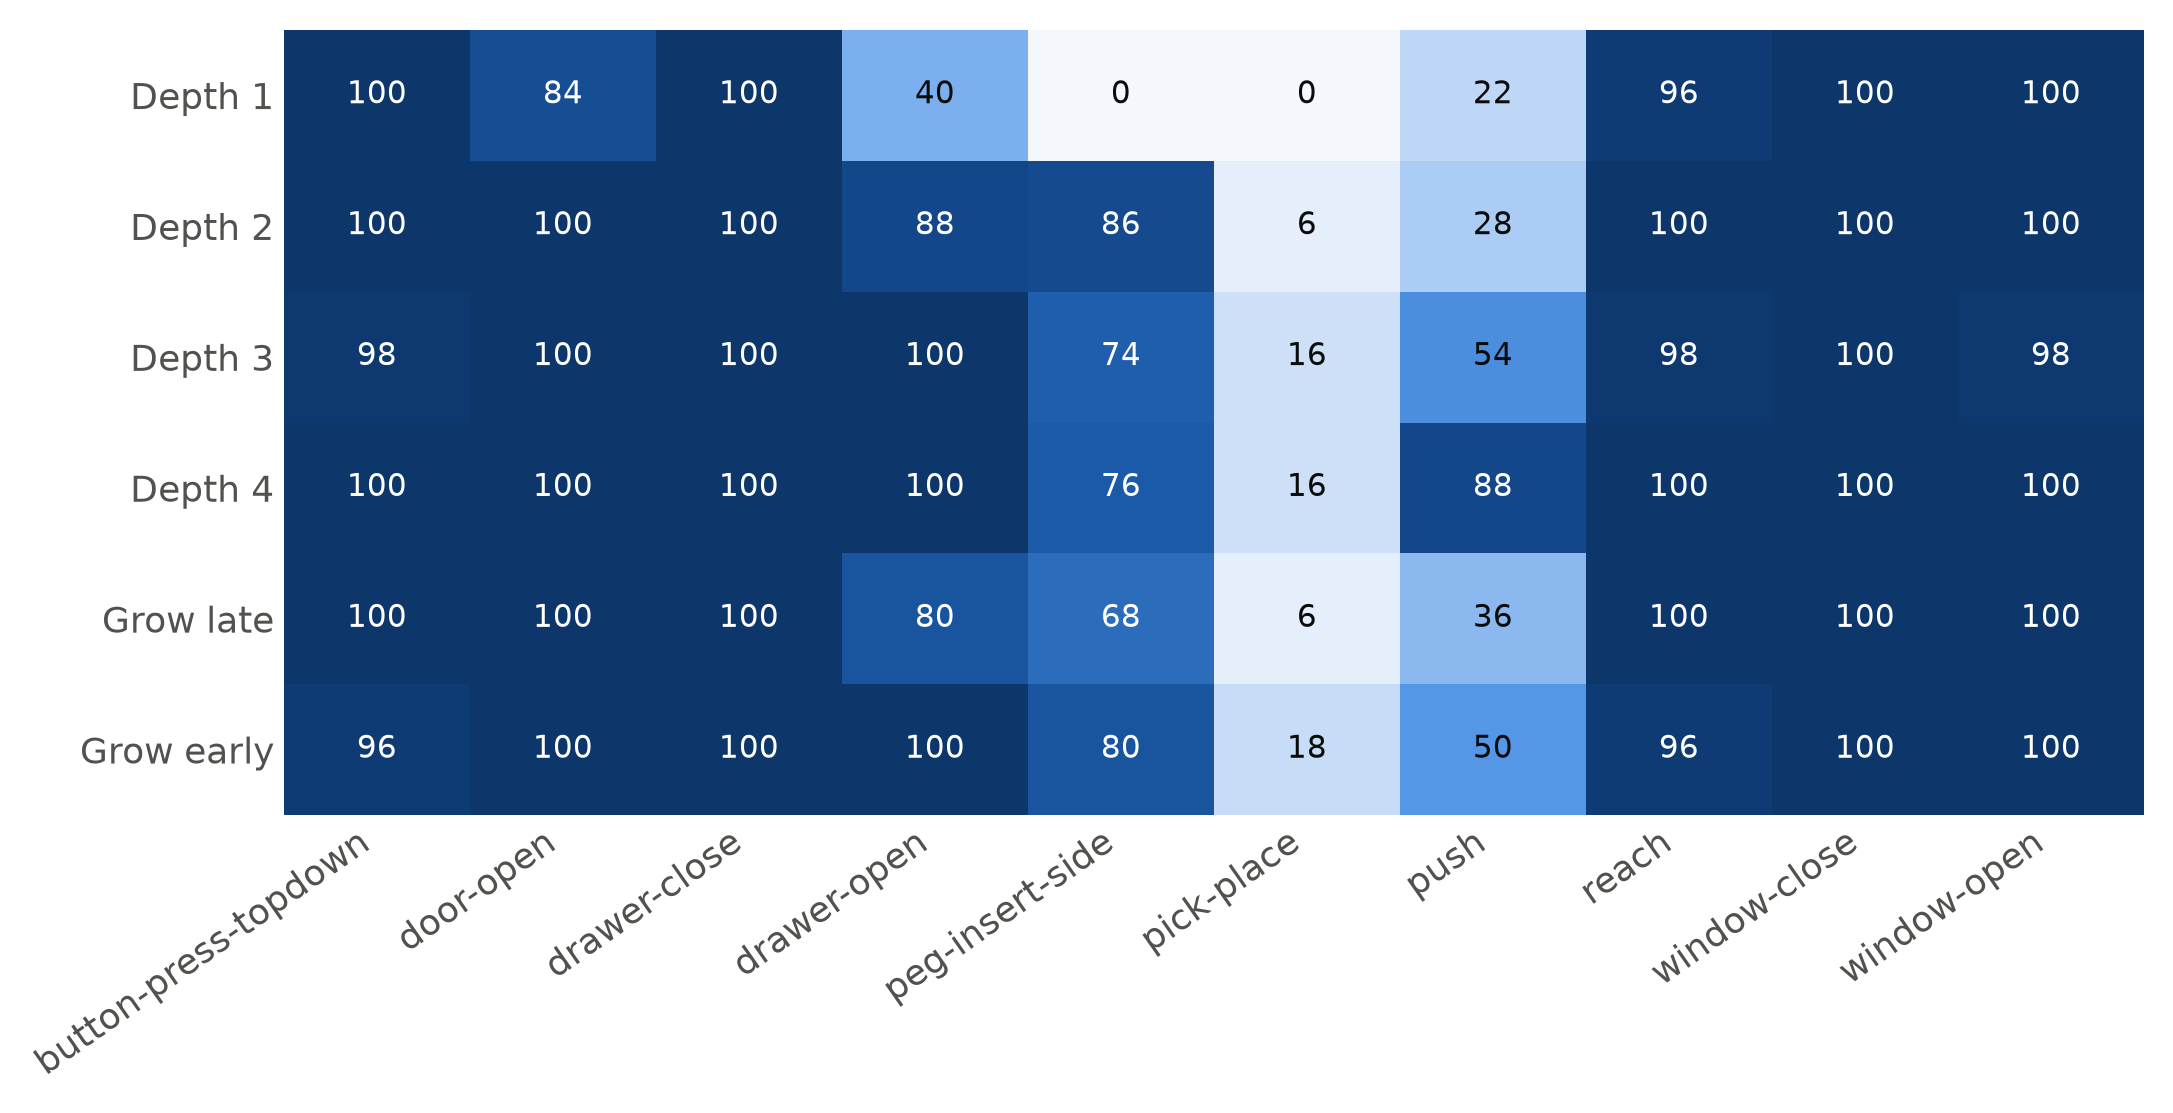 Depth 1 100 84 100 40 0 0 22 96 100 100
Depth 2 100 100 100 88 86 6 28 100 100 100
Depth 3 98 100 100 100 74 16 54 98 100 98
Depth 4 100 100 100 100 76 16 88 100 100 100
Grow late 100 100 100 80 68 6 36 100 100 100
Grow early 96 100 100 100 80 18 50 96 100 100
button-press-topdown
door-open
drawer-close
drawer-open
peg-insert-side
pick-place
push
reach
window-close
window-open